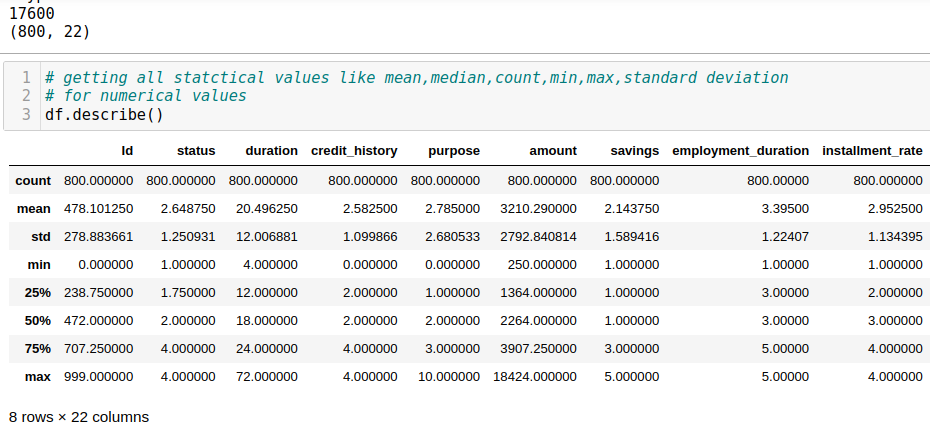 17600
(800, 22)
1 # getting all statctical values like mean,median,count,min,max,standard deviation
2 # for numerical values
3 df.describe()
Id status duration credit_history purpose amount savings employment_duration installment_rate
count 800.000000 800.000000 800.000000 800.000000 800.000000 800.000000 800.000000 800.00000 800.000000
mean 478.101250 2.648750 20.496250 2.582500 2.785000 3210.290000 2.143750 3.39500 2.952500
std 278.883661 1.250931 12.006881 1.099866 2.680533 2792.840814 1.589416 1.22407 1.134395
min 0.000000 1.000000 4.000000 0.000000 0.000000 250.000000 1.000000 1.00000 1.000000
25% 238.750000 1.750000 12.000000 2.000000 1.000000 1364.000000 1.000000 3.00000 2.000000
50% 472.000000 2.000000 18.000000 2.000000 2.000000 2264.000000 1.000000 3.00000 3.000000
75% 707.250000 4.000000 24.000000 4.000000 3.000000 3907.250000 3.000000 5.00000 4.000000
max 999.000000 4.000000 72.000000 4.000000 10.000000 18424.000000 5.000000 5.00000 4.000000
8 rows × 22 columns